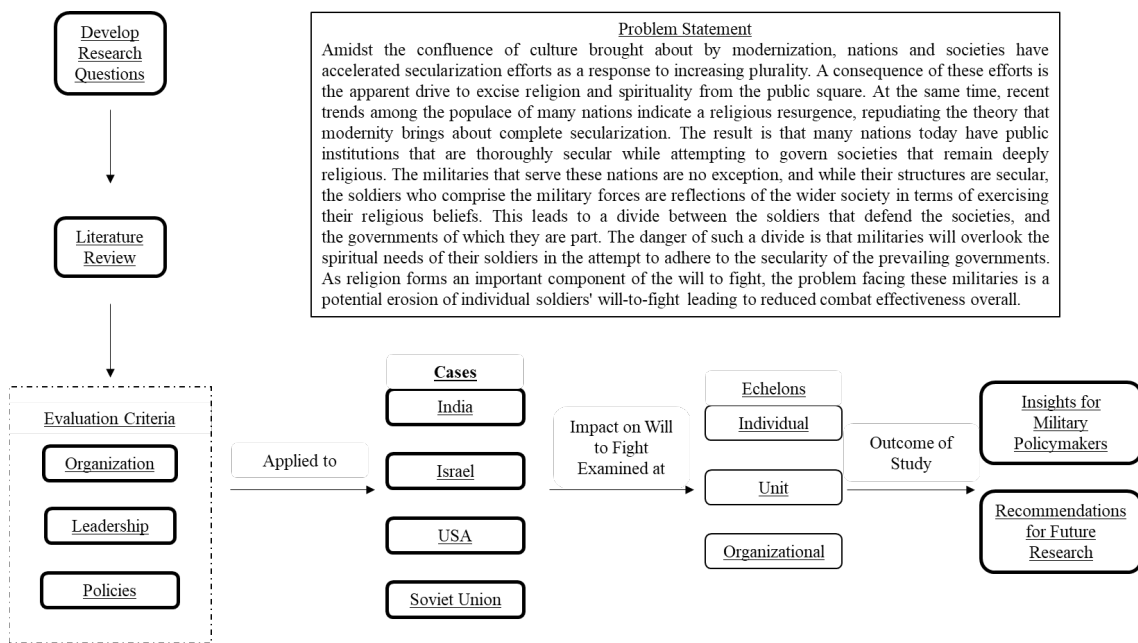 Develop
Research
Questions
Problem Statement
Amidst the confluence of culture brought about by modernization, nations and societies have
accelerated secularization efforts as a response to increasing plurality. A consequence of these efforts is
the apparent drive to excise religion and spirituality from the public square. At the same time, recent
trends among the populace of many nations indicate a religious resurgence, repudiating the theory that
modernity brings about complete secularization. The result is that many nations today have public
institutions that are thoroughly secular while attempting to govern societies that remain deeply
religious. The militaries that serve these nations are no exception, and while their structures are secular,
the soldiers who comprise the military forces are reflections of the wider society in terms of exercising
their religious beliefs. This leads to a divide between the soldiers that defend the societies, and
the governments of which they are part. The danger of such a divide is that militaries will overlook the
spiritual needs of their soldiers in the attempt to adhere to the secularity of the prevailing governments.
As religion forms an important component of the will to fight, the problem facing these militaries is a
potential erosion of individual soldiers' will-to-fight leading to reduced combat effectiveness overall.
Literature
Review
Evaluation Criteria
Organization
Leadership
Policies
Applied to
Cases
India
Israel
USA
Soviet Union
Impact on Will
to Fight
Examined at
Echelons
Individual
Unit
Organizational
Outcome of
Study
Insights for
Military
Policymakers
Recommendations
for Future
Research